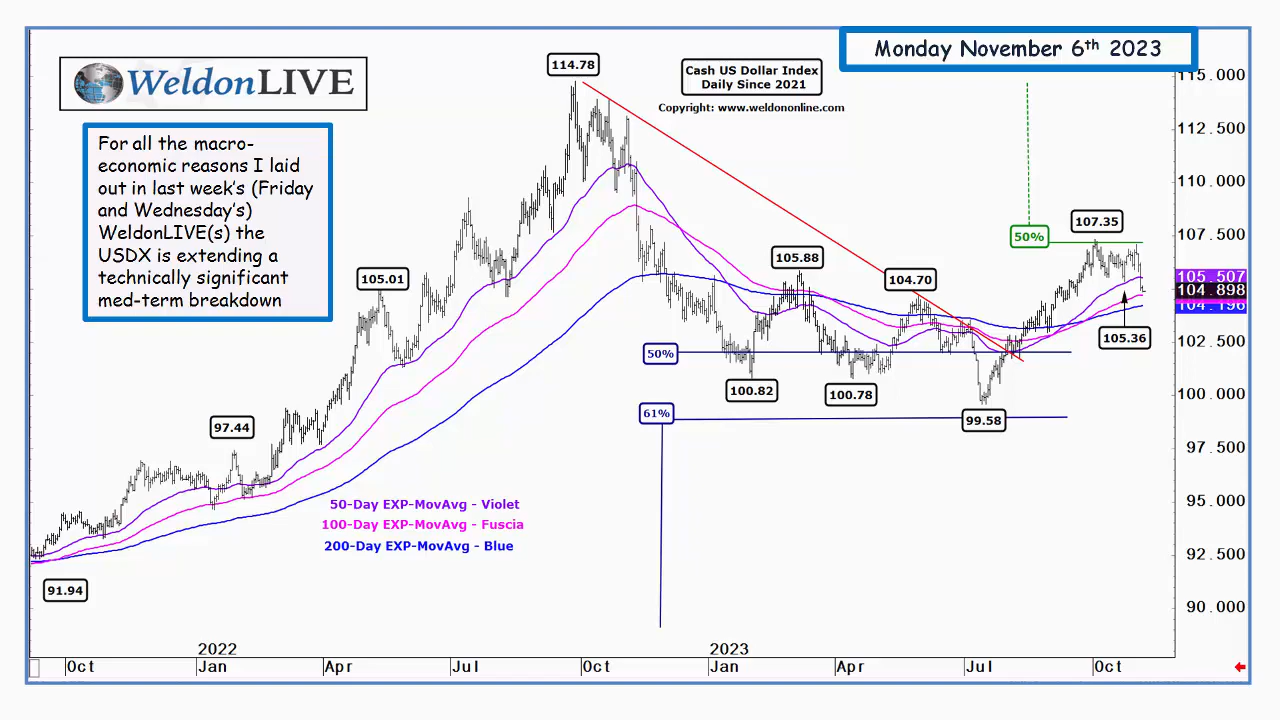 Monday November 6th 2023
WeldonLIVE
For all the macro-
economic reasons I laid
out in last week's (Friday
and Wednesday's)
WeldonLIVE(s) the
USDX is extending a
technically significant
med-term breakdown
Cash US Dollar Index
Daily Since 2021
Copyright: www.weldononline.com
114.78
105.01
97.44
91.94
105.88
104.70
107.35
50%
105.36
50%
100.82
100.78
61%
99.58
50-Day EXP-MovAvg - Violet
100-Day EXP-MovAvg - Fuscia
200-Day EXP-MovAvg - Blue
115.000
112.500
110.000
107.500
105.507
104.898
104.196
102.500
100.000
97.500
95.000
92.500
90.000
2022 2023
Oct Jan Apr Jul Oct Jan Apr Jul Oct